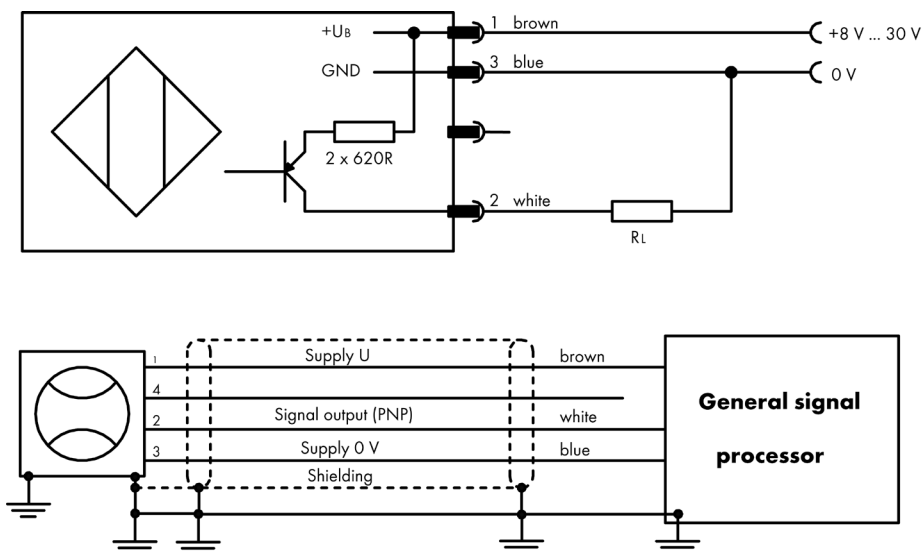 +UB
1 brown
+8 V ... 30 V
GND
3 blue
0 V
2 x 620R
2 white
RL
1 Supply U brown
4
2 Signal output (PNP) white
3 Supply 0 V blue
Shielding
General signal
processor